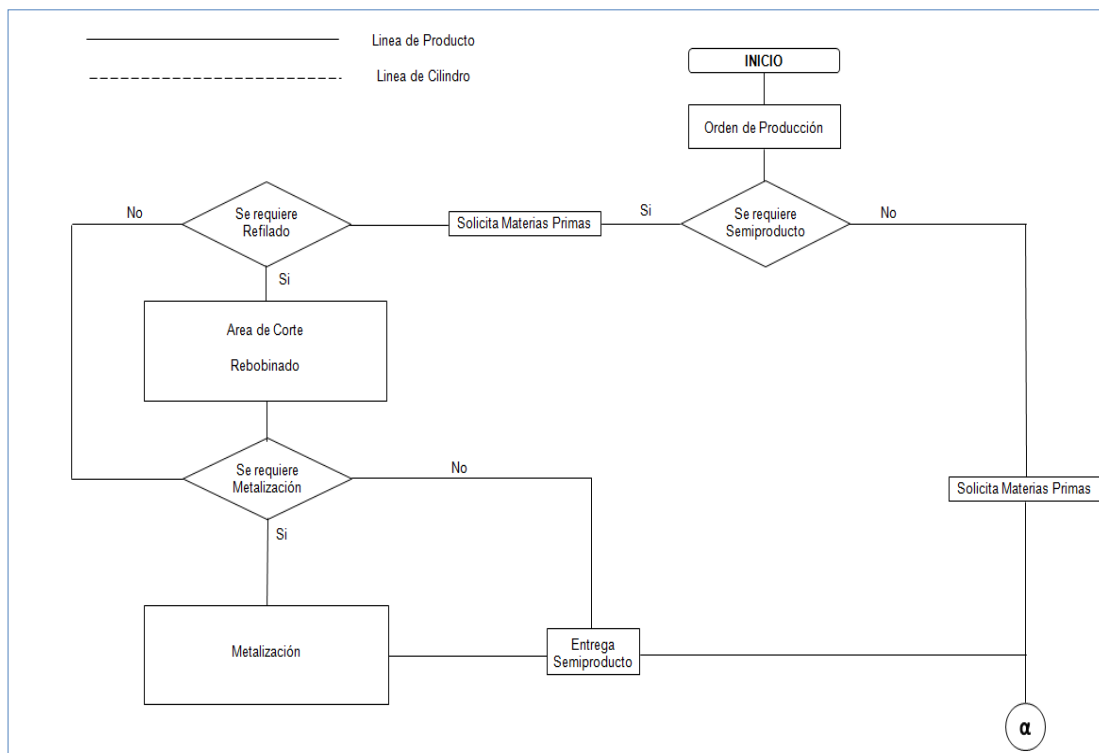 Linea de Producto
Linea de Cilindro
INICIO
Orden de Producción
Se requiere
Semiproducto
Si
No
Solicita Materias Primas
Se requiere
Refilado
No
Si
Area de Corte
Rebobinado
Se requiere
Metalización
No
Si
Solicita Materias Primas
Metalización
Entrega
Semiproducto
α